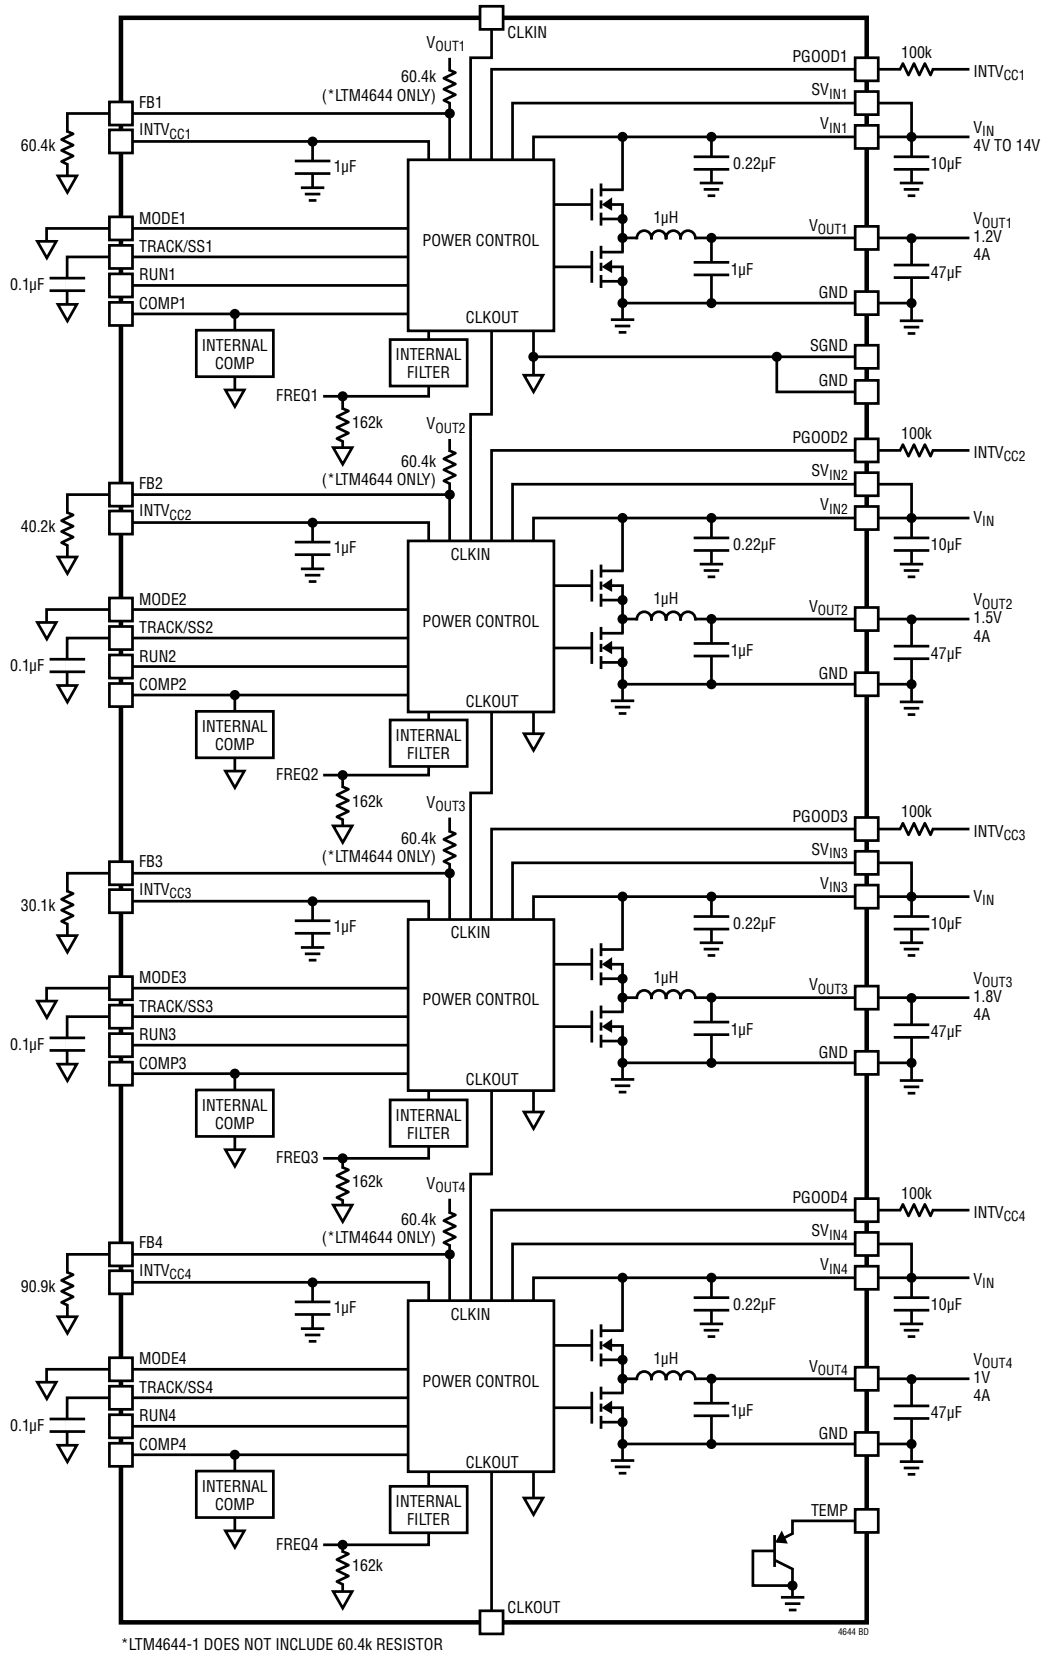 CLKIN
VOUT1
60.4k
(*LTM4644 ONLY)
PGOOD1
100k
INTVCC1
SVIN1
VIN1
VIN
4V TO 14V
FB1
INTVCC1
60.4k
1µF
0.22µF
10µF
MODE1
TRACK/SS1
0.1µF
RUN1
COMP1
POWER CONTROL
CLKOUT
1µH
VOUT1
VOUT1
1.2V
4A
1µF
47µF
GND
INTERNAL
COMP
INTERNAL
FILTER
SGND
GND
FREQ1
162k
VOUT2
60.4k
(*LTM4644 ONLY)
PGOOD2
100k
INTVCC2
SVIN2
VIN2
VIN
FB2
INTVCC2
40.2k
1µF
CLKIN
0.22µF
10µF
MODE2
TRACK/SS2
0.1µF
RUN2
COMP2
POWER CONTROL
CLKOUT
1µH
VOUT2
VOUT2
1.5V
4A
1µF
47µF
GND
INTERNAL
COMP
INTERNAL
FILTER
FREQ2
162k
VOUT3
60.4k
(*LTM4644 ONLY)
PGOOD3
100k
INTVCC3
SVIN3
VIN3
VIN
FB3
INTVCC3
30.1k
1µF
CLKIN
0.22µF
10µF
MODE3
TRACK/SS3
0.1µF
RUN3
COMP3
POWER CONTROL
CLKOUT
1µH
VOUT3
VOUT3
1.8V
4A
1µF
47µF
GND
INTERNAL
COMP
INTERNAL
FILTER
FREQ3
162k
VOUT4
60.4k
(*LTM4644 ONLY)
PGOOD4
100k
INTVCC4
SVIN4
VIN4
VIN
FB4
INTVCC4
90.9k
1µF
CLKIN
0.22µF
10µF
MODE4
TRACK/SS4
0.1µF
RUN4
COMP4
POWER CONTROL
CLKOUT
1µH
VOUT4
VOUT4
1V
4A
1µF
47µF
GND
INTERNAL
COMP
INTERNAL
FILTER
FREQ4
162k
TEMP
CLKOUT
4644 BD
*LTM4644-1 DOES NOT INCLUDE 60.4k RESISTOR